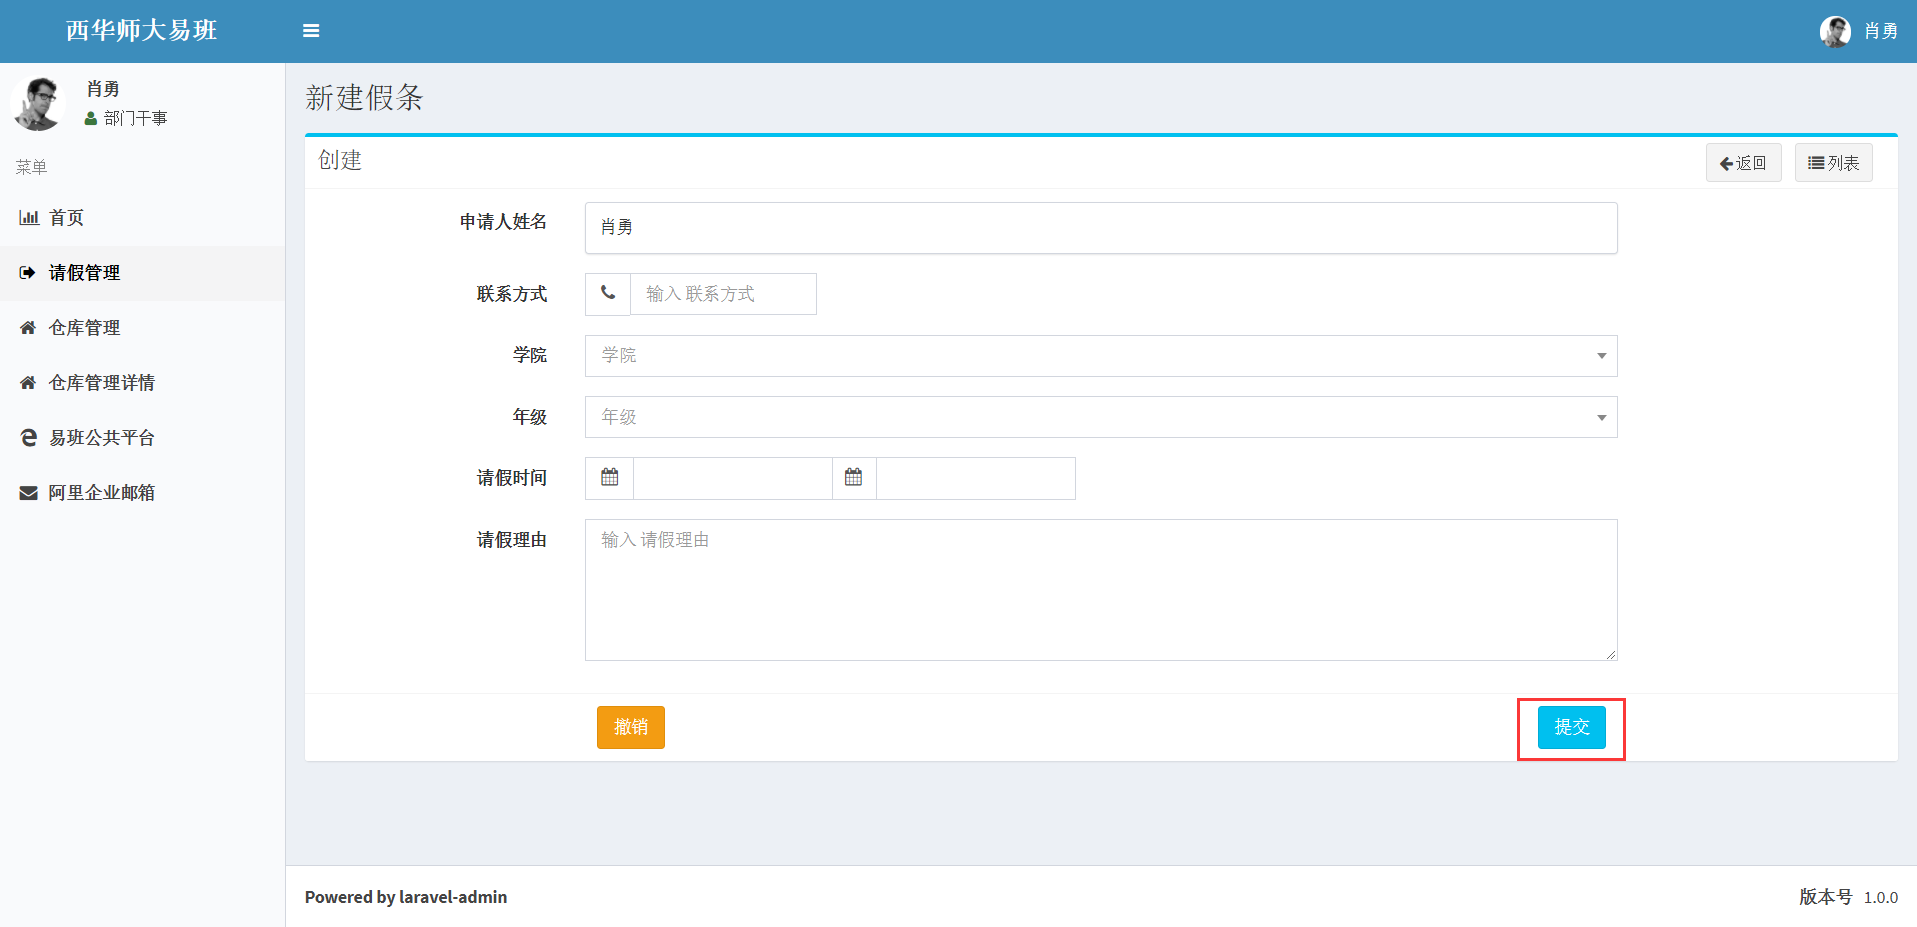 西华师大易班
肖勇
肖勇
部门干事
菜单
首页
请假管理
仓库管理
仓库管理详情
易班公共平台
阿里企业邮箱
新建假条
创建
返回
列表
申请人姓名
肖勇
联系方式
输入 联系方式
学院
学院
年级
年级
请假时间
请假理由
输入 请假理由
撤销
提交
Powered by laravel-admin
版本号 1.0.0